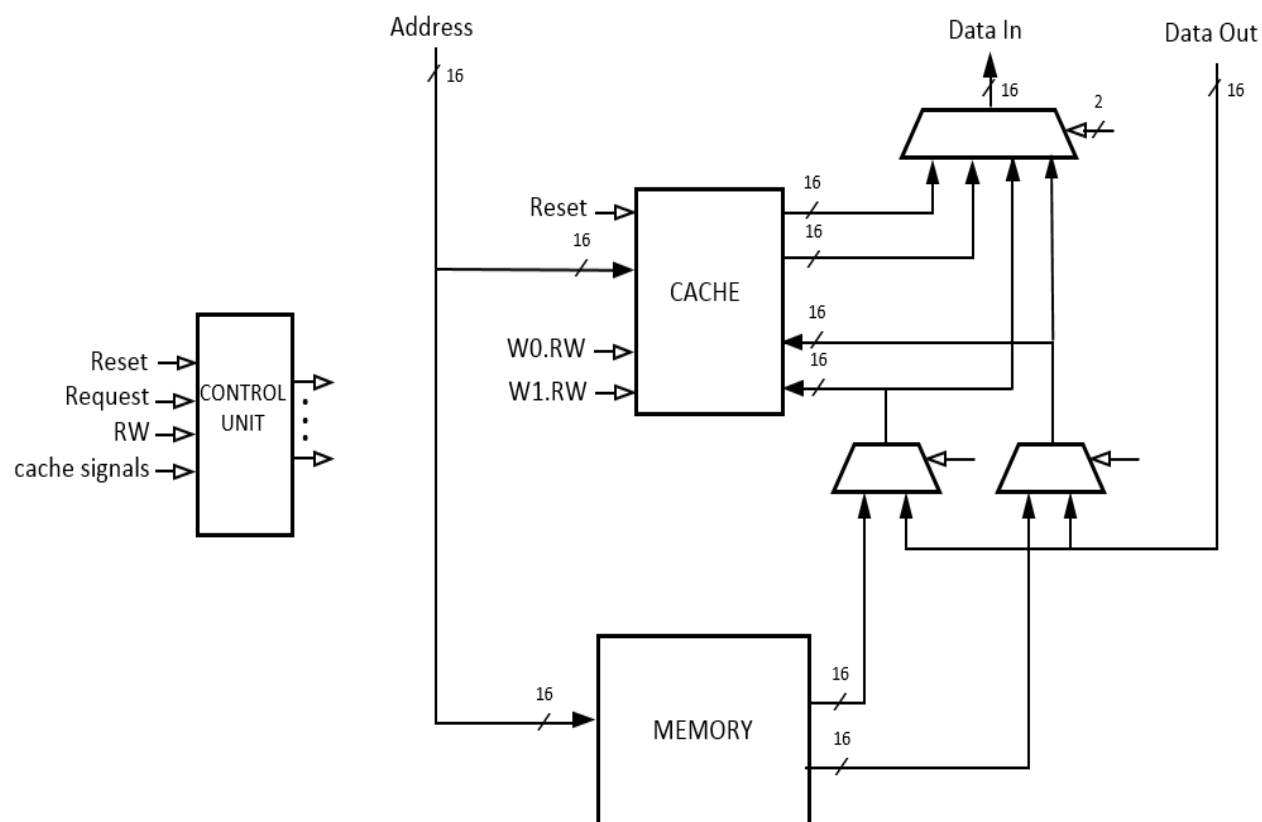 Address
Data In
Data Out
16
16
16
2
Reset
16
16
16
CACHE
16
W0.RW
16
W1.RW
Reset
Request
RW
cache signals
CONTROL
UNIT
16
16
MEMORY
16